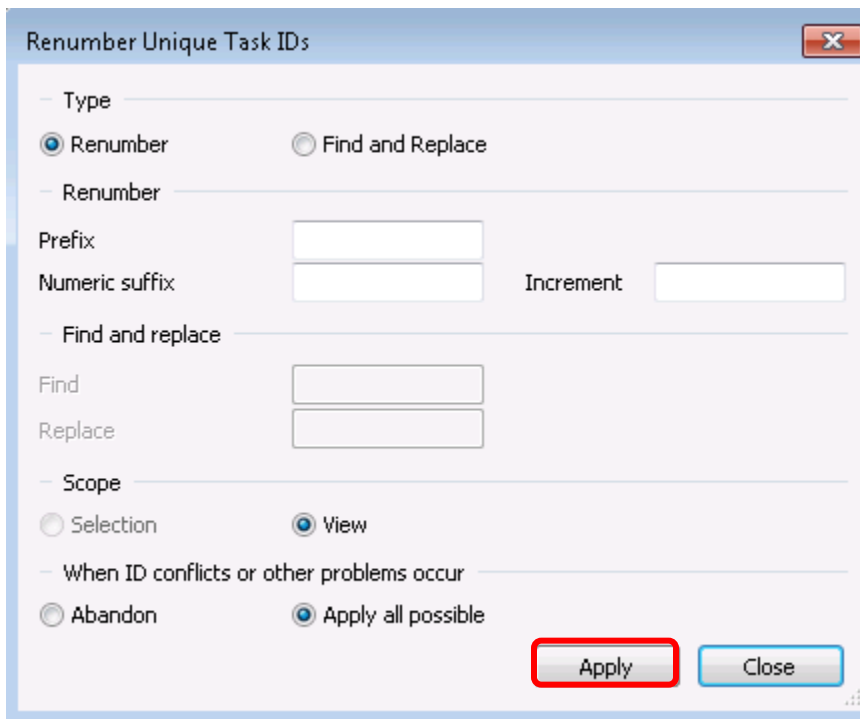 Renumber Unique Task IDs
Type
Renumber Find and Replace
Renumber
Prefix
Numeric suffix Increment
Find and replace
Find
Replace
Scope
Selection View
When ID conflicts or other problems occur
Abandon Apply all possible
Apply Close